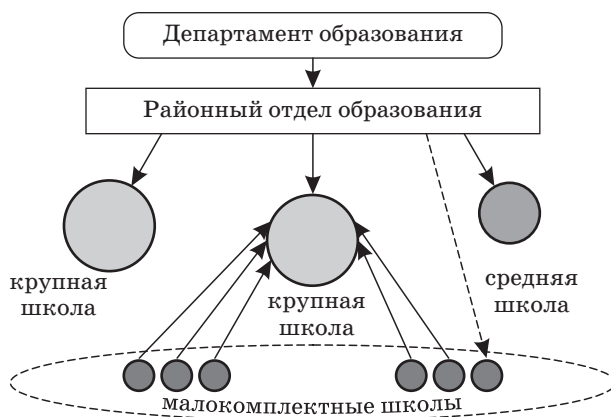 Департамент образования
Районный отдел образования
крупная
школа
крупная
школа
средняя
школа
малокомплектные школы